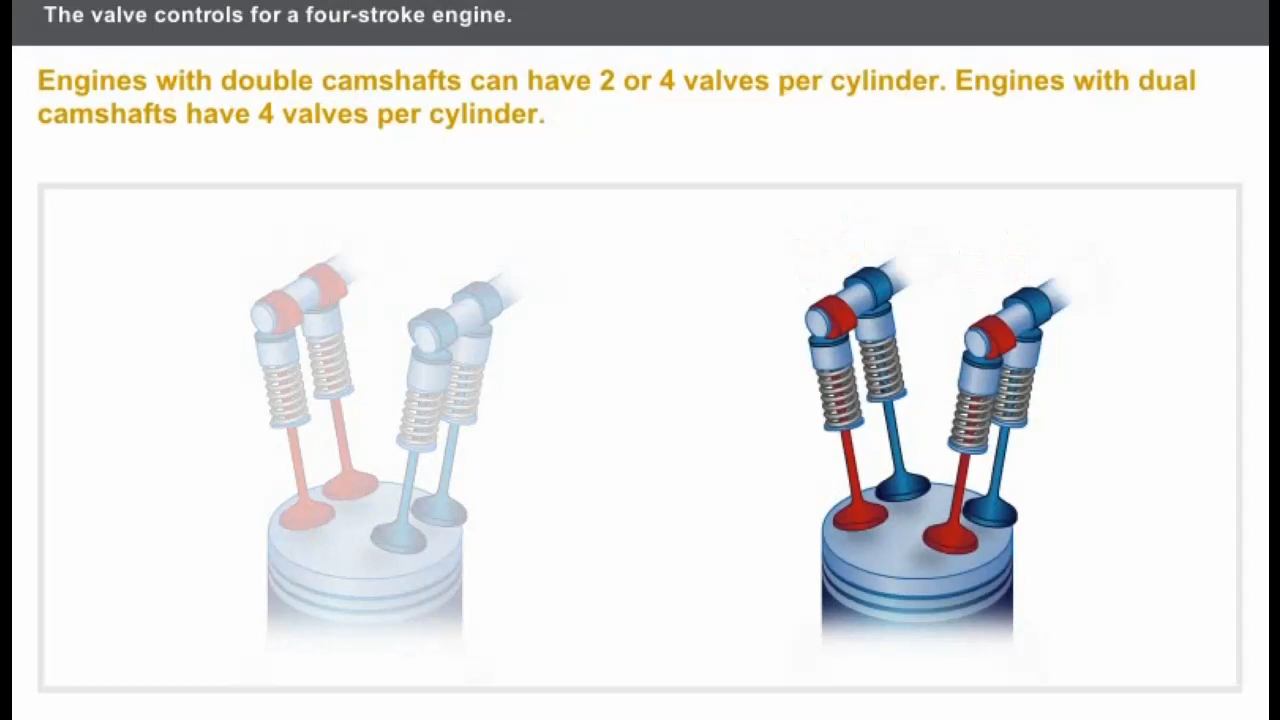 The valve controls for a four-stroke engine.
Engines with double camshafts can have 2 or 4 valves per cylinder. Engines with dual
camshafts have 4 valves per cylinder.